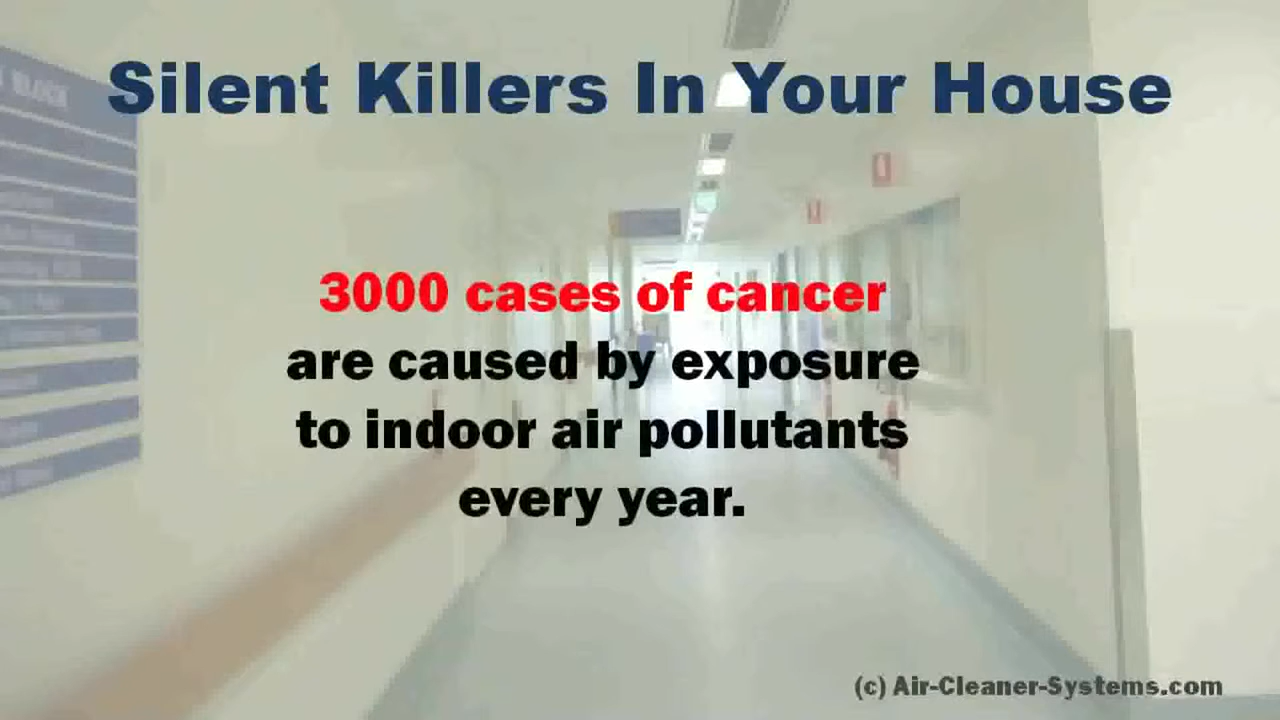 Silent Killers In Your House
3000 cases of cancer
are caused by exposure
to indoor air pollutants
every year.
(c) Air-Cleaner-Systems.com